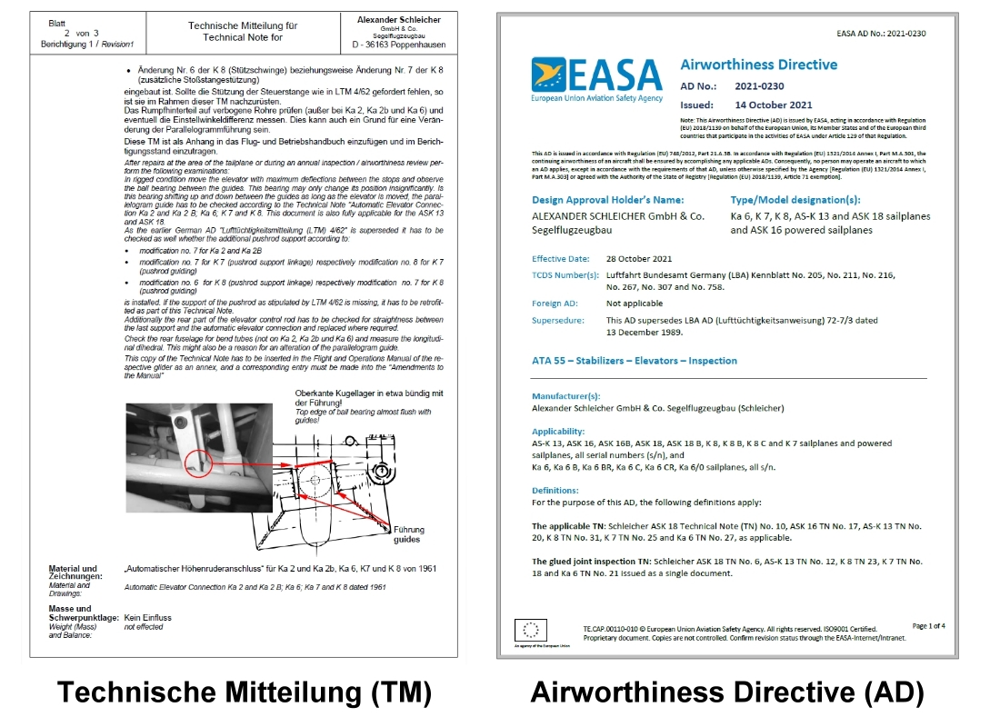 Blatt
2 von 3
Berichtigung 1 / Revision1
Technische Mitteilung für
Technical Note for
Alexander Schleicher
GmbH & Co.
Segelflugzeugbau
D - 36163 Poppenhausen
• Änderung Nr. 6 der K 8 (Stützschwinge) beziehungsweise Änderung Nr. 7 der K 8
(zusätzliche Stoßstangestützung)
eingebaut ist. Sollte die Stützung der Steuerstange wie in LTM 4/62 gefordert fehlen, so
ist sie im Rahmen dieser TM nachzurüsten.
Das Rumpfhinterteil auf verbogene Rohre prüfen (außer bei Ka 2, Ka 2b und Ka 6) und
eventuell die Einstellwinkeldifferenz messen. Dies kann auch ein Grund für eine Verän-
derung der Parallelogrammführung sein.
Diese TM ist als Anhang in das Flug- und Betriebshandbuch einzufügen und im Berich-
tigungsstand einzutragen.
After repairs at the area of the tailplane or during an annual inspection / airworthiness review per-
form the following examinations:
In rigged condition move the elevator with maximum deflections between the stops and observe
the ball bearing between the guides. This bearing may only change its position insignificantly. Is
this bearing shifting up and down between the guides as long as the elevator is moved, the paral-
lelogram guide has to be checked according to the Technical Note "Automatic Elevator Connec-
tion Ka 2 and Ka 2 B; Ka 6; K 7 and K 8. This document is also fully applicable for the ASK 13
and ASK 18.
As the earlier German AD "Lufttüchtigkeitsmitteilung (LTM) 4/62" is superseded it has to be
checked as well whether the additional pushrod support according to:
• modification no. 7 for Ka 2 and Ka 2B
• modification no. 7 for K 7 (pushrod support linkage) respectively modification no. 8 for K 7
(pushrod guiding)
• modification no. 6 for K 8 (pushrod support linkage) respectively modification no. 7 for K 8
(pushrod guiding)
is installed. If the support of the pushrod as stipulated by LTM 4/62 is missing, it has to be retrofit-
ted as part of this Technical Note.
Additionally the rear part of the elevator control rod has to be checked for straightness between
the last support and the automatic elevator connection and replaced where required.
Check the rear fuselage for bend tubes (not on Ka 2, Ka 2b und Ka 6) and measure the longitudi-
nal dihedral. This might also be a reason for an alteration of the parallelogram guide.
This copy of the Technical Note has to be inserted in the Flight and Operations Manual of the re-
spective glider as an annex, and a corresponding entry must be made into the "Amendments to
the Manual"
Oberkante Kugellager in etwa bündig mit
der Führung!
Top edge of ball bearing almost flush with
guides!
Führung
guides
Material und
Zeichnungen:
Material and
Drawings:
„Automatischer Höhenruderanschluss" für Ka 2 und Ka 2b, Ka 6, K7 und K 8 von 1961
Automatic Elevator Connection Ka 2 and Ka 2 B; Ka 6; Ka 7 and K 8 dated 1961
Masse und
Schwerpunktlage: Kein Einfluss
Weight (Mass) not effected
and Balance:
Technische Mitteilung (TM)
EASA AD No.: 2021-0230
EASA
European Union Aviation Safety Agency
Airworthiness Directive
AD No.: 2021-0230
Issued: 14 October 2021
Note: This Airworthiness Directive (AD) is issued by EASA, acting in accordance with Regulation
(EU) 2018/1139 on behalf of the European Union, its Member States and of the European third
countries that participate in the activities of EASA under Article 129 of that Regulation.
This AD is issued in accordance with Regulation (EU) 748/2012, Part 21.A.3B. In accordance with Regulation (EU) 1321/2014 Annex I, Part M.A.301, the
continuing airworthiness of an aircraft shall be ensured by accomplishing any applicable ADs. Consequently, no person may operate an aircraft to which
an AD applies, except in accordance with the requirements of that AD, unless otherwise specified by the Agency [Regulation (EU) 1321/2014 Annex I,
Part M.A.303] or agreed with the Authority of the State of Registry [Regulation (EU) 2018/1139, Article 71 exemption].
Design Approval Holder's Name:
ALEXANDER SCHLEICHER GmbH & Co.
Segelflugzeugbau
Type/Model designation(s):
Ka 6, K 7, K 8, AS-K 13 and ASK 18 sailplanes
and ASK 16 powered sailplanes
Effective Date: 28 October 2021
TCDS Number(s): Luftfahrt Bundesamt Germany (LBA) Kennblatt No. 205, No. 211, No. 216,
No. 267, No. 307 and No. 758.
Foreign AD: Not applicable
Supersedure: This AD supersedes LBA AD (Lufttüchtigkeitsanweisung) 72-7/3 dated
13 December 1989.
ATA 55 – Stabilizers – Elevators – Inspection
Manufacturer(s):
Alexander Schleicher GmbH & Co. Segelflugzeugbau (Schleicher)
Applicability:
AS-K 13, ASK 16, ASK 16B, ASK 18, ASK 18 B, K 8, K 8 B, K 8 C and K 7 sailplanes and powered
sailplanes, all serial numbers (s/n), and
Ka 6, Ka 6 B, Ka 6 BR, Ka 6 C, Ka 6 CR, Ka 6/0 sailplanes, all s/n.
Definitions:
For the purpose of this AD, the following definitions apply:
The applicable TN: Schleicher ASK 18 Technical Note (TN) No. 10, ASK 16 TN No. 17, AS-K 13 TN No.
20, K 8 TN No. 31, K 7 TN No. 25 and Ka 6 TN No. 27, as applicable.
The glued joint inspection TN: Schleicher ASK 18 TN No. 6, AS-K 13 TN No. 12, K 8 TN 23, K 7 TN No.
18 and Ka 6 TN No. 21 issued as a single document.
An agency of the European Union
TE.CAP.00110-010 © European Union Aviation Safety Agency. All rights reserved. ISO9001 Certified.
Proprietary document. Copies are not controlled. Confirm revision status through the EASA-Internet/Intranet.
Page 1 of 4
Airworthiness Directive (AD)